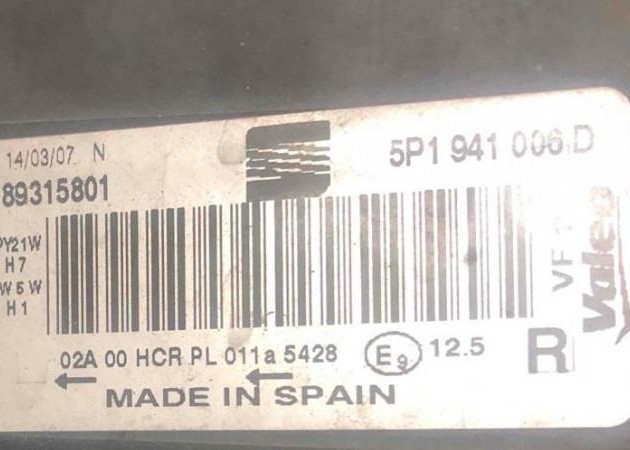 14/03/07 N
5P1 941 006 D
89315801
PY21W
H7
W5W
H1
Valeo
02A 00 HCR PL 011a 5428
E9 12.5
R
MADE IN SPAIN